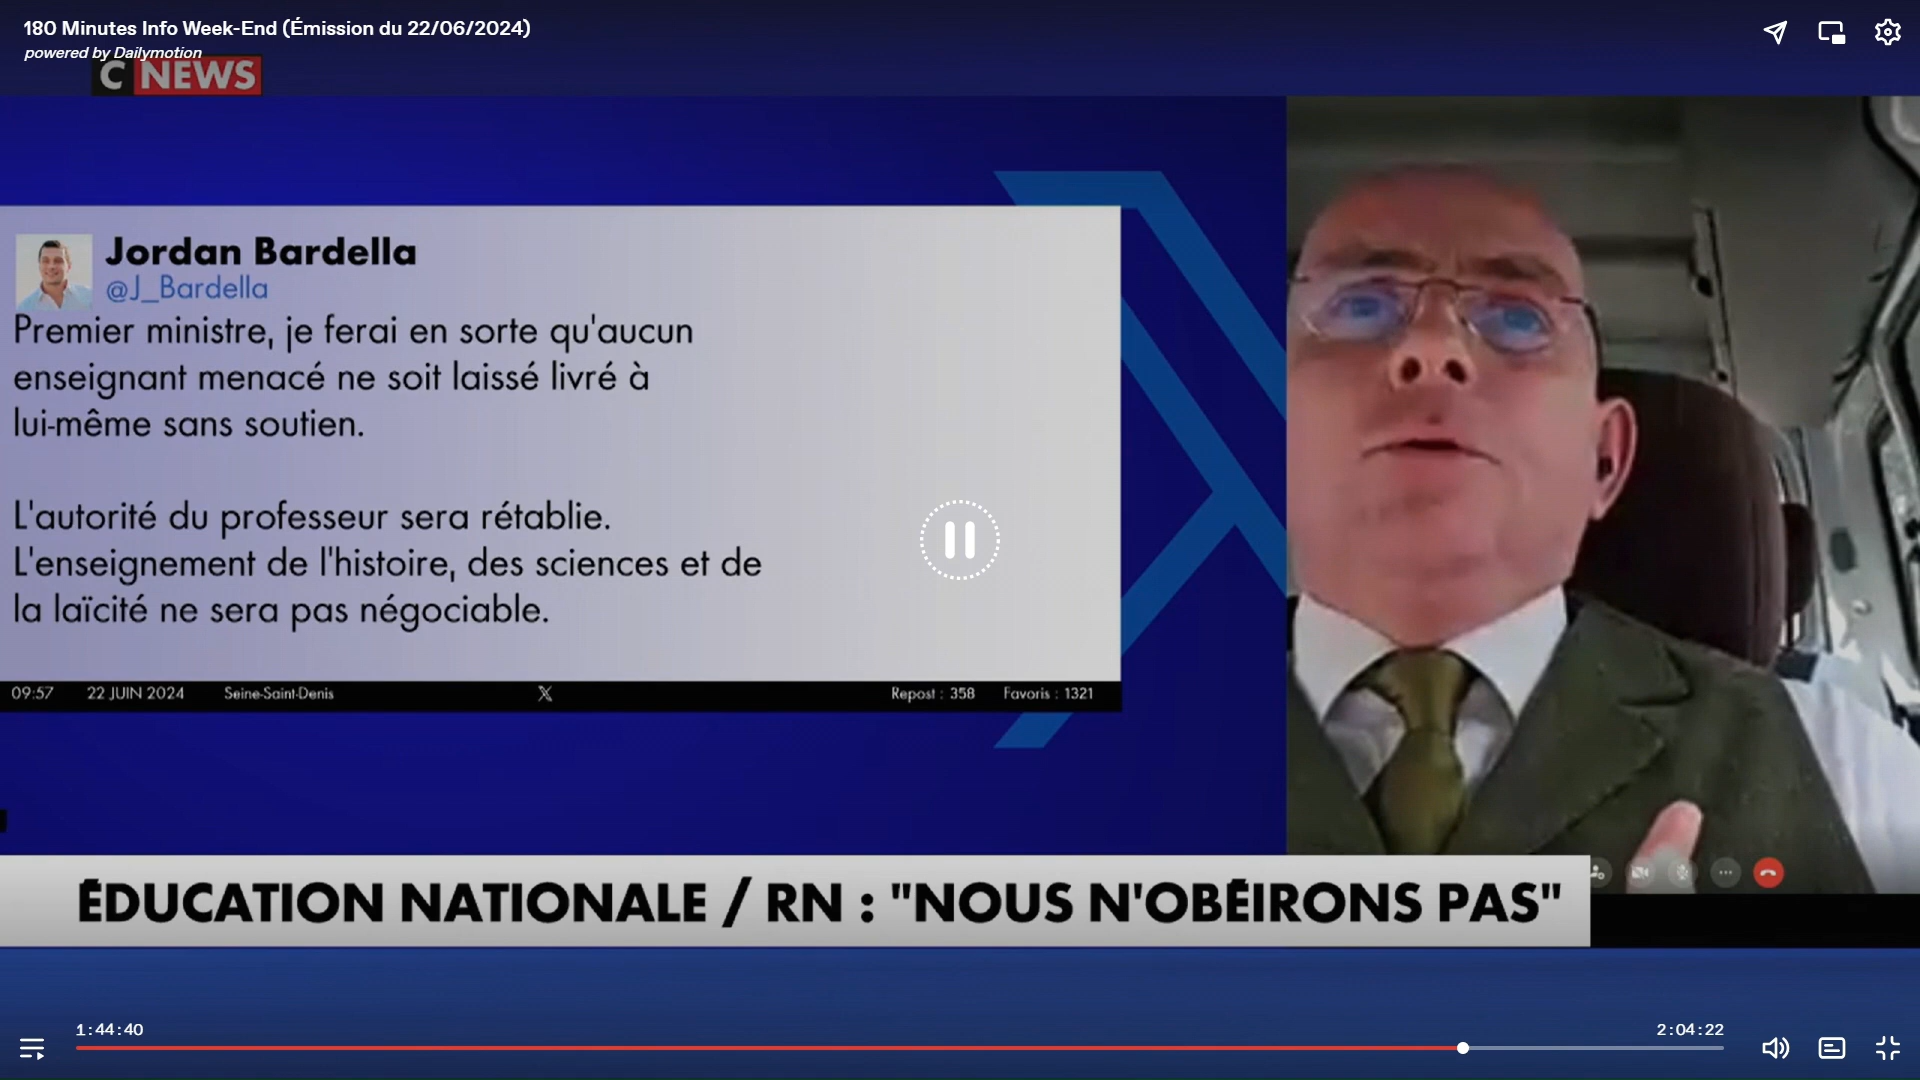 180 Minutes Info Week-End (Émission du 22/06/2024)
powered by Dailymotion
C NEWS
Jordan Bardella
@J_Bardella
Premier ministre, je ferai en sorte qu'aucun
enseignant menacé ne soit laissé livré à
lui-même sans soutien.
L'autorité du professeur sera rétablie.
L'enseignement de l'histoire, des sciences et de
la laïcité ne sera pas négociable.
09:57 22 JUIN 2024 Seine-Saint-Denis Repost : 358 Favoris : 1321
ÉDUCATION NATIONALE / RN : "NOUS N'OBÉIRONS PAS"
1:44:40 2:04:22